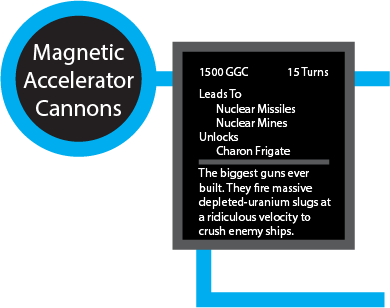 Magnetic
Accelerator
Cannons
1500 GGC 15 Turns
Leads To
Nuclear Missiles
Nuclear Mines
Unlocks
Charon Frigate
The biggest guns ever
built. They fire massive
depleted-uranium slugs at
a ridiculous velocity to
crush enemy ships.